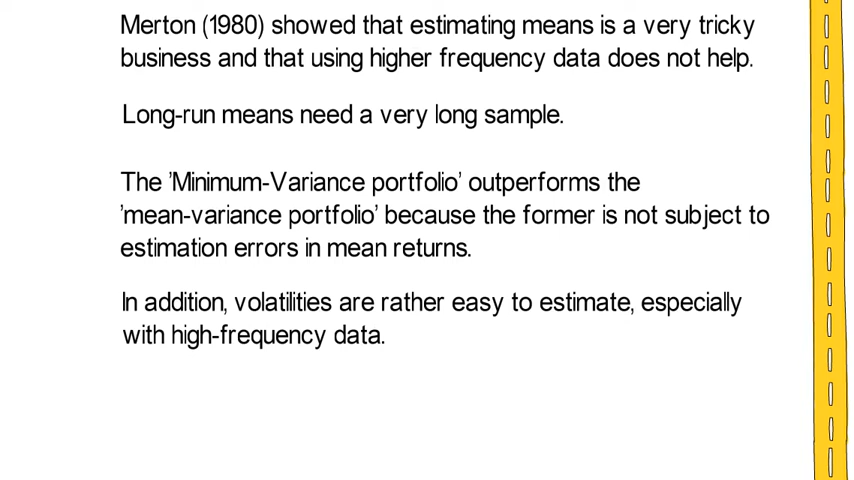 Merton (1980) showed that estimating means is a very tricky
business and that using higher frequency data does not help.
Long-run means need a very long sample.
The 'Minimum-Variance portfolio' outperforms the
'mean-variance portfolio' because the former is not subject to
estimation errors in mean returns.
In addition, volatilities are rather easy to estimate, especially
with high-frequency data.